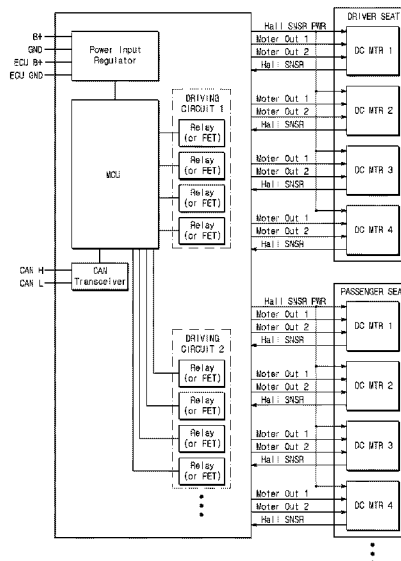 DRIVER SEAT
Hall SNSR PWR
B+
GND
ECU B+
ECU GND
Power Input
Regulator
Moter Out 1
Moter Out 2
Hall SNSR
DC MTR 1
DRIVING
CIRCUIT 1
MCU
Relay
(or FET)
Relay
(or FET)
Relay
(or FET)
Relay
(or FET)
Moter Out 1
Moter Out 2
Hall SNSR
DC MTR 2
Moter Out 1
Moter Out 2
Hall SNSR
DC MTR 3
Moter Out 1
Moter Out 2
Hall SNSR
DC MTR 4
CAN H
CAN L
CAN
Transceiver
PASSENGER SEA
Hall SNSR PWR
Moter Out 1
Moter Out 2
Hall SNSR
DC MTR 1
DRIVING
CIRCUIT 2
Relay
(or FET)
Relay
(or FET)
Relay
(or FET)
Relay
(or FET)
Moter Out 1
Moter Out 2
Hall SNSR
DC MTR 2
Moter Out 1
Moter Out 2
Hall SNSR
DC MTR 3
Moter Out 1
Moter Out 2
Hall SNSR
DC MTR 4